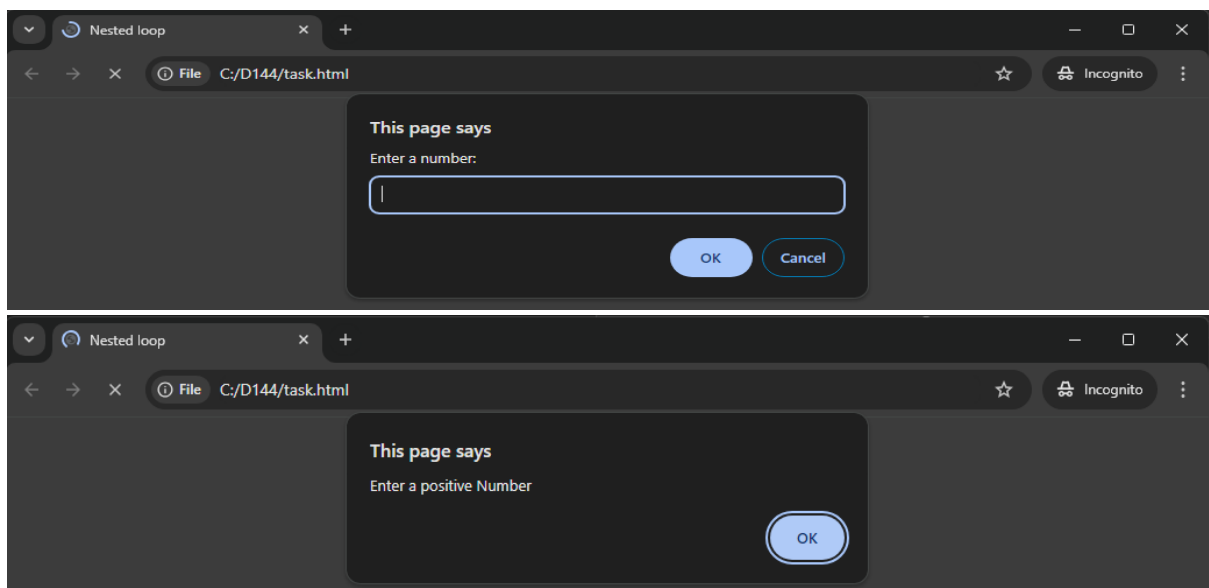 Nested loop
File C:/D144/task.html
Incognito
This page says
Enter a number:
OK Cancel
Nested loop
File C:/D144/task.html
Incognito
This page says
Enter a positive Number
OK